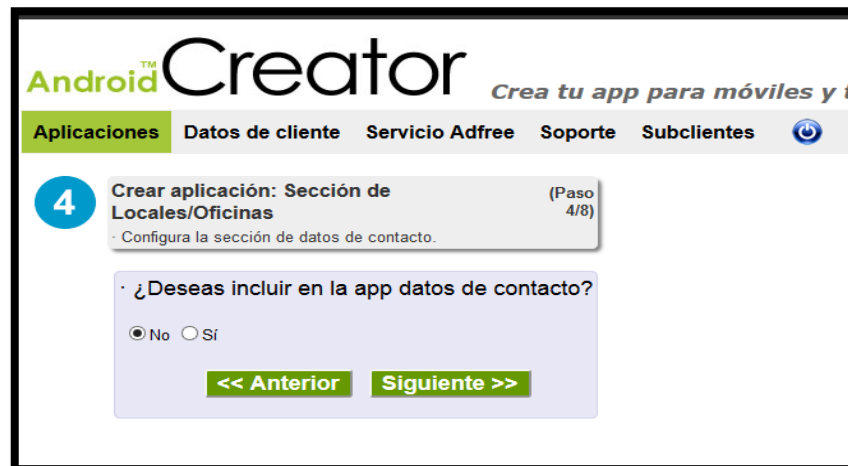 Android™ Creator
Crea tu app para móviles y t
Aplicaciones Datos de cliente Servicio Adfree Soporte Subclientes
4
Crear aplicación: Sección de (Paso
Locales/Oficinas 4/8)
· Configura la sección de datos de contacto.
· ¿Deseas incluir en la app datos de contacto?
No Sí
<< Anterior Siguiente >>